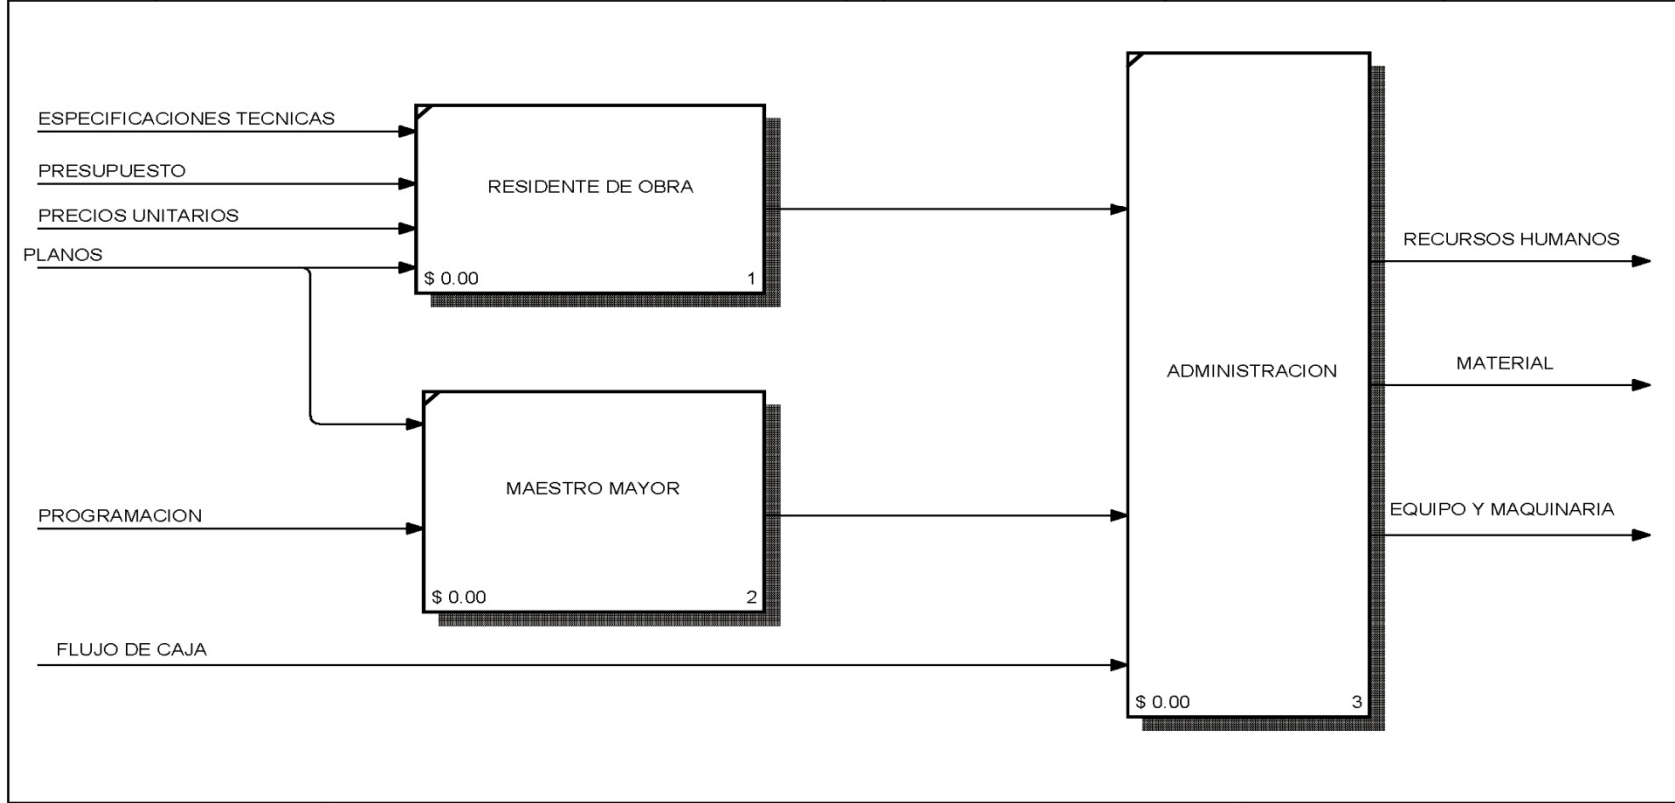 ESPECIFICACIONES TECNICAS
PRESUPUESTO
PRECIOS UNITARIOS
PLANOS
RESIDENTE DE OBRA
$ 0.00 1
PROGRAMACION
MAESTRO MAYOR
$ 0.00 2
FLUJO DE CAJA
ADMINISTRACION
$ 0.00 3
RECURSOS HUMANOS
MATERIAL
EQUIPO Y MAQUINARIA